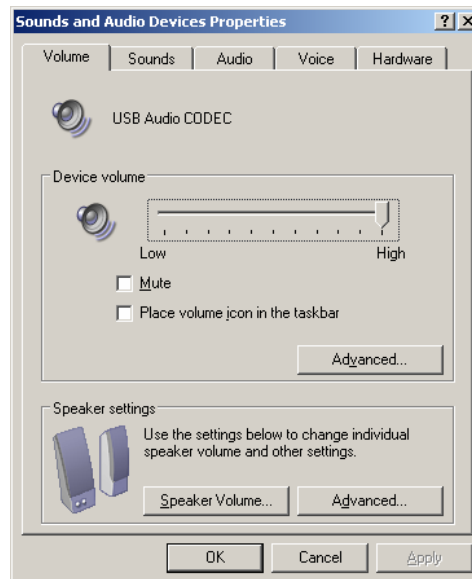 Sounds and Audio Devices Properties
Volume
Sounds
Audio
Voice
Hardware
USB Audio CODEC
Device volume
Low
High
Mute
Place volume icon in the taskbar
Advanced...
Speaker settings
Use the settings below to change individual
speaker volume and other settings.
Speaker Volume...
Advanced...
OK
Cancel
Apply